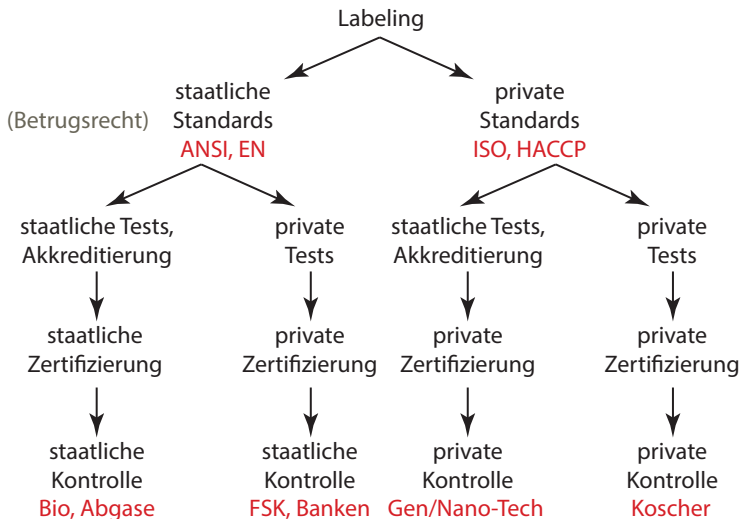 Labeling
staatliche private
(Betrugsrecht) Standards Standards
ANSI, EN ISO, HACCP
staatliche Tests, private staatliche Tests, private
Akkreditierung Tests Akkreditierung Tests
staatliche private private private
Zertifizierung Zertifizierung Zertifizierung Zertifizierung
staatliche staatliche private private
Kontrolle Kontrolle Kontrolle Kontrolle
Bio, Abgase FSK, Banken Gen/Nano-Tech Koscher